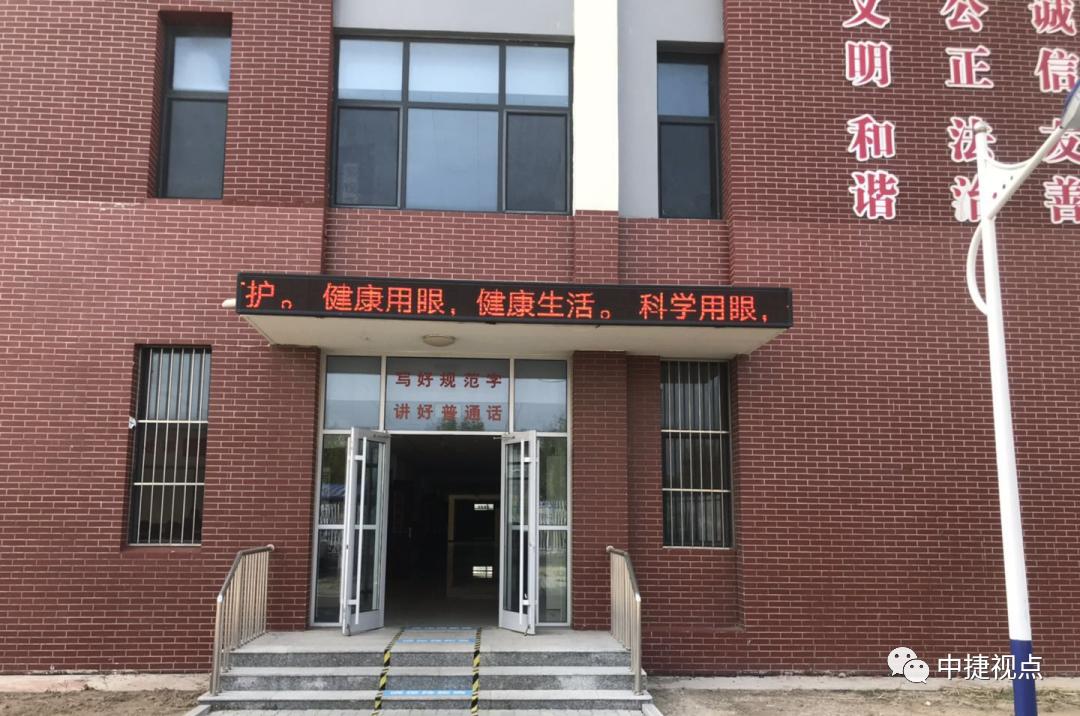 文明 和谐
公正 法治
诚信 友善
护。 健康用眼，健康生活。 科学用眼，
写好规范字
讲好普通话
中捷视点